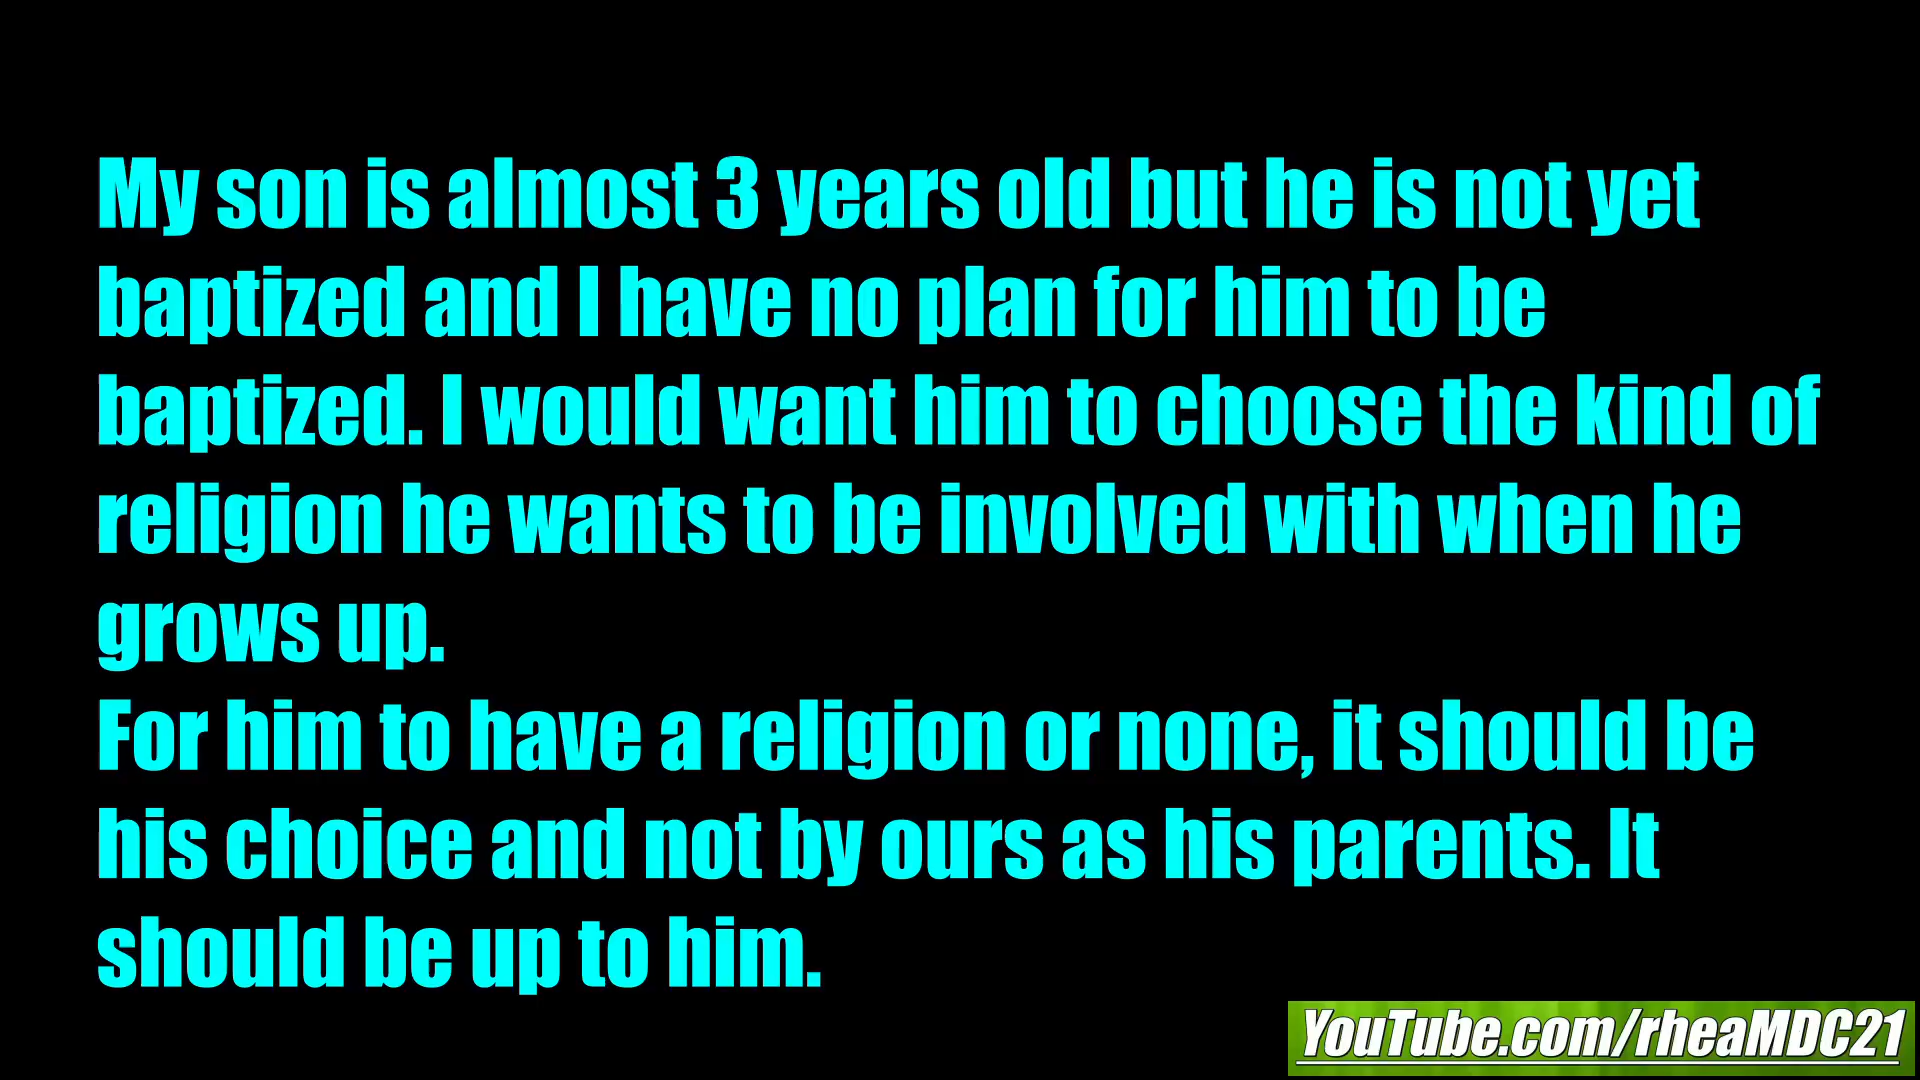 My son is almost 3 years old but he is not yet
baptized and I have no plan for him to be
baptized. I would want him to choose the kind of
religion he wants to be involved with when he
grows up.
For him to have a religion or none, it should be
his choice and not by ours as his parents. It
should be up to him.
YouTube.com/rheaMDC21